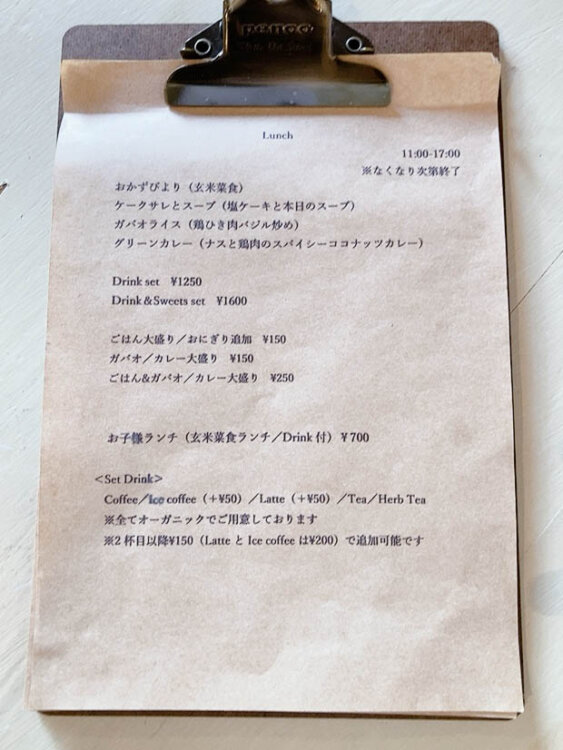 penco
Lunch
11:00-17:00
※なくなり次第終了
おかずびより（玄米菜食）
ケークサレとスープ（塩ケーキと本日のスープ）
ガパオライス（鶏ひき肉バジル炒め）
グリーンカレー（ナスと鶏肉のスパイシーココナッツカレー）
Drink set　¥1250
Drink＆Sweets set　¥1600
ごはん大盛り／おにぎり追加　¥150
ガパオ／カレー大盛り　¥150
ごはん&ガパオ／カレー大盛り　¥250
お子様ランチ（玄米菜食ランチ／Drink 付）￥700
＜Set Drink＞
Coffee／Ice coffee（＋¥50）／Latte（＋¥50）／Tea／Herb Tea
※全てオーガニックでご用意しております
※2 杯目以降¥150（Latte と Ice coffee は¥200）で追加可能です